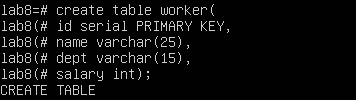 lab8=# create table worker(
lab8(# id serial PRIMARY KEY,
lab8(# name varchar(25),
lab8(# dept varchar(15),
lab8(# salary int);
CREATE TABLE